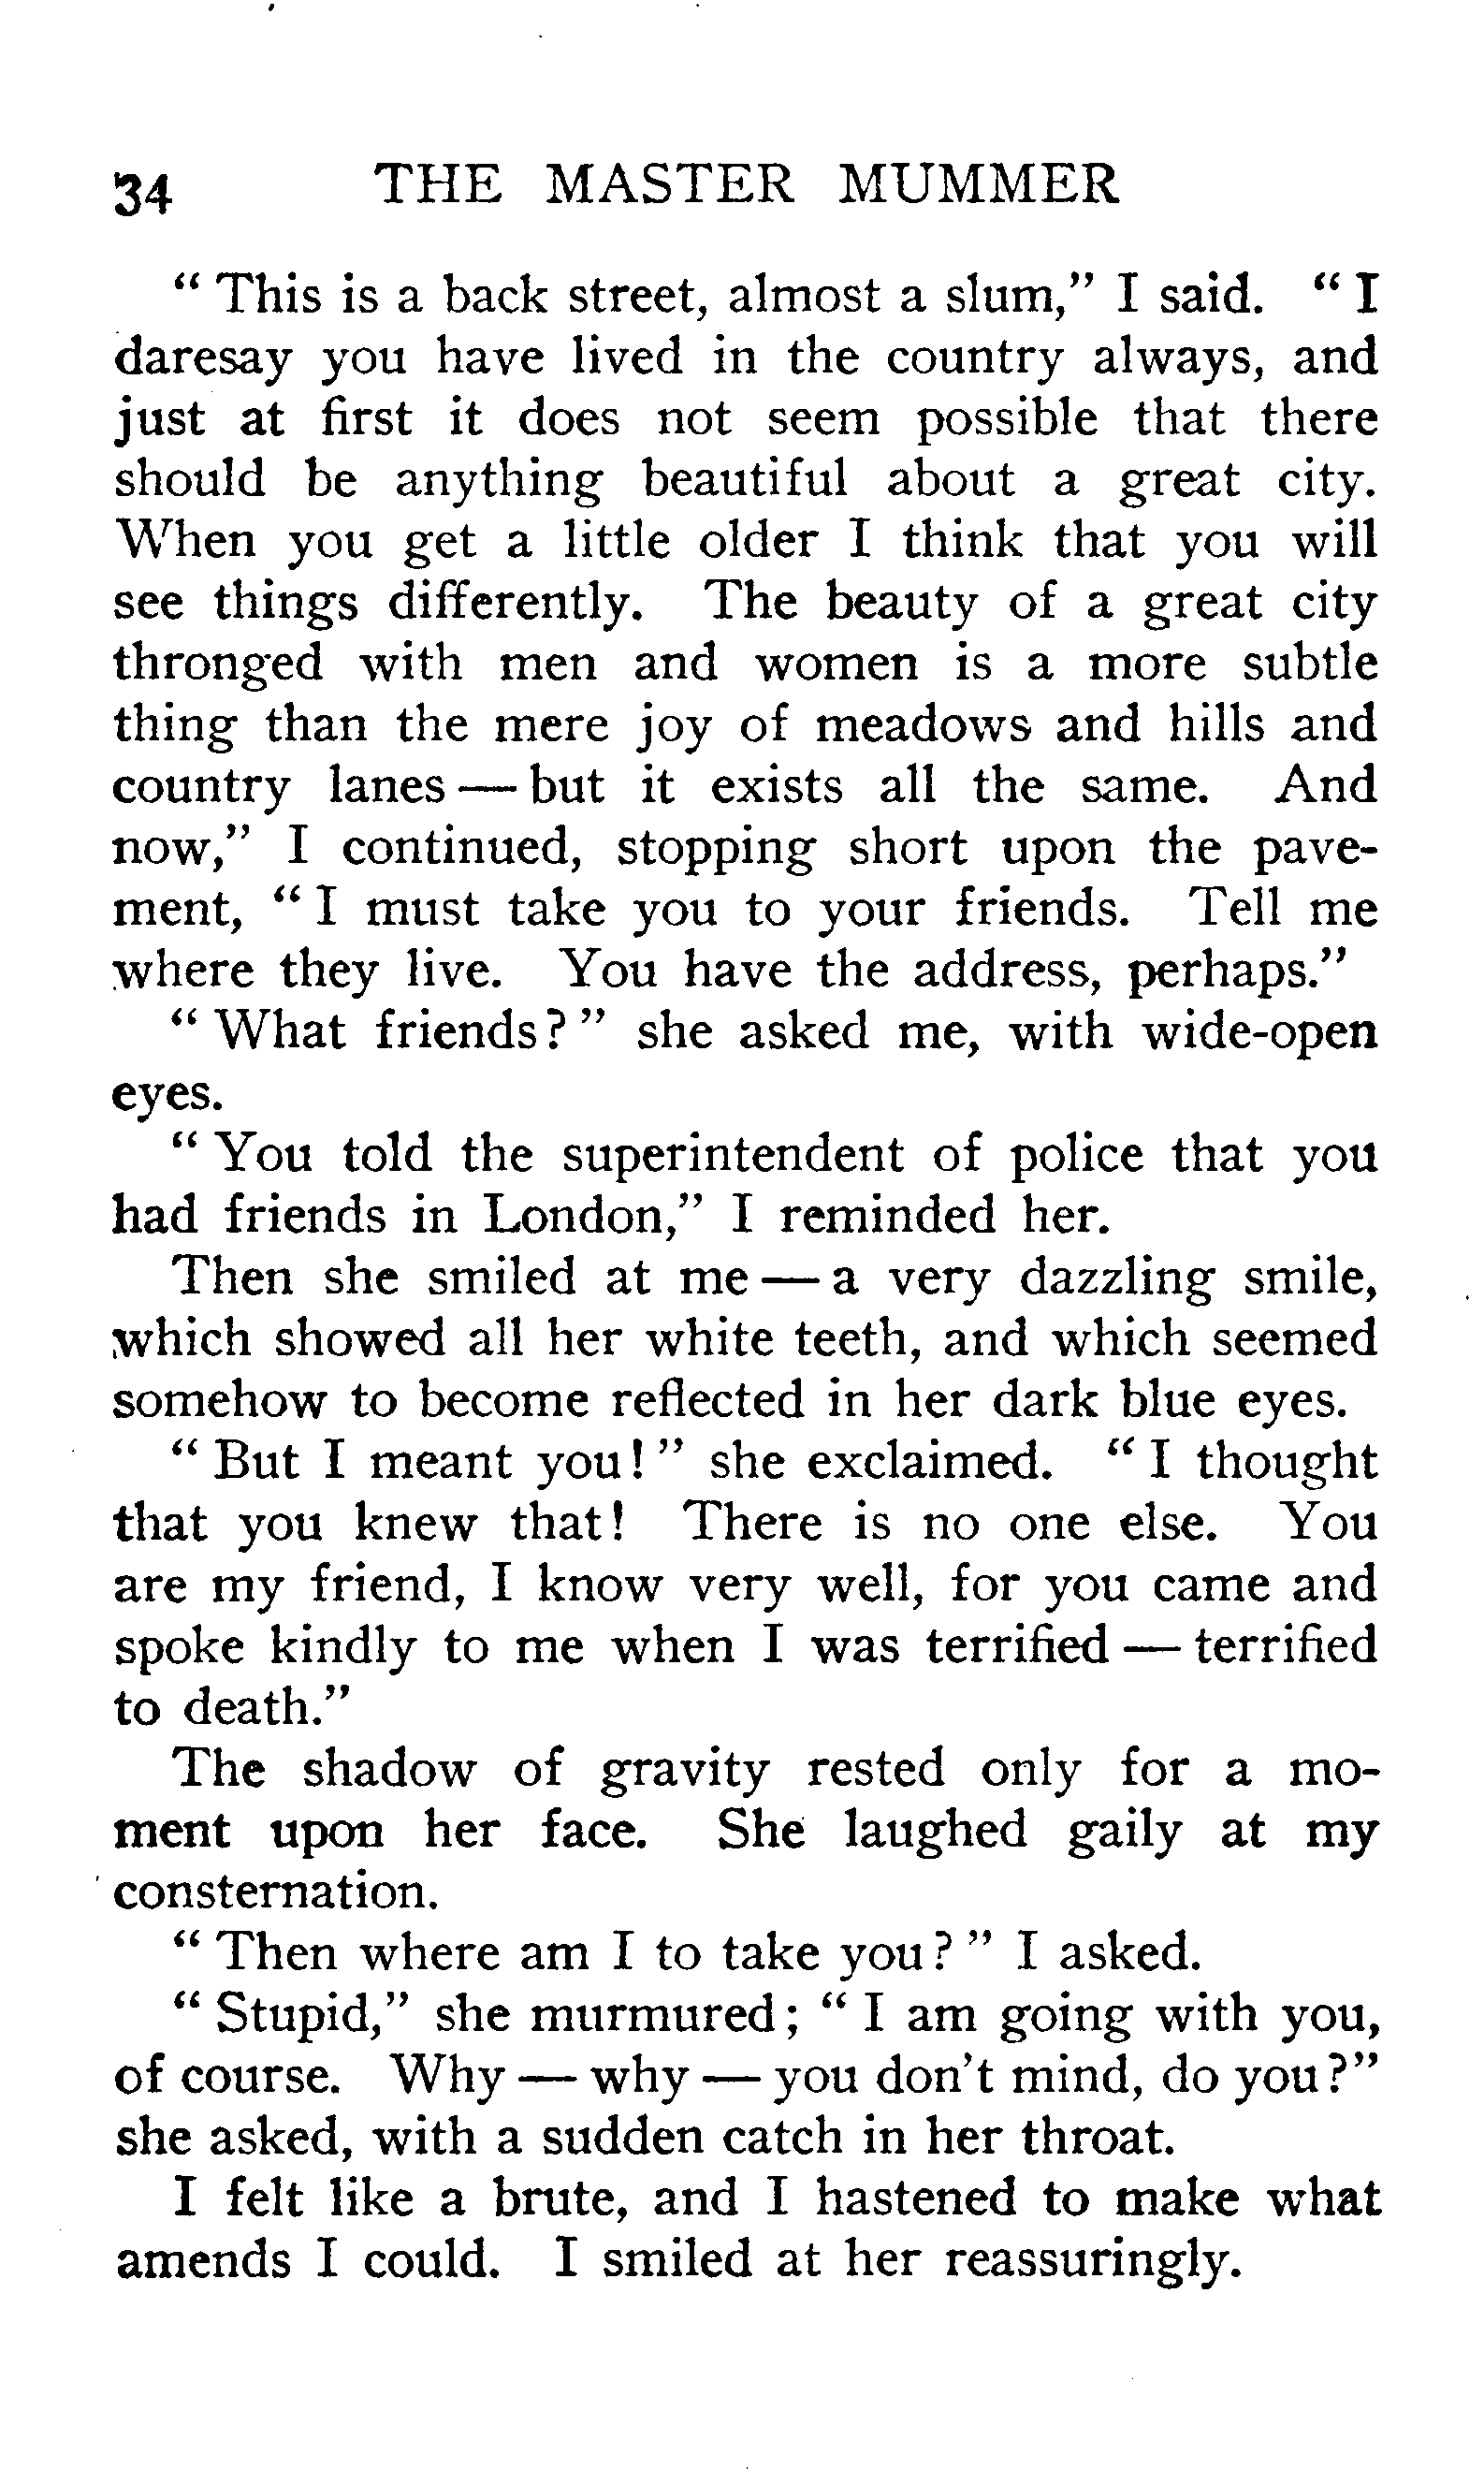 34 THE MASTER MUMMER
" This is a back street, almost a slum," I said. " I
daresay you have lived in the country always, and
just at first it does not seem possible that there
should be anything beautiful about a great city.
When you get a little older I think that you will
see things differently. The beauty of a great city
thronged with men and women is a more subtle
thing than the mere joy of meadows and hills and
country lanes — but it exists all the same. And
now," I continued, stopping short upon the pave-
ment, " I must take you to your friends. Tell me
where they live. You have the address, perhaps."
" What friends? " she asked me, with wide-open
eyes.
" You told the superintendent of police that you
had friends in London," I reminded her.
Then she smiled at me — a very dazzling smile,
which showed all her white teeth, and which seemed
somehow to become reflected in her dark blue eyes.
" But I meant you! " she exclaimed. " I thought
that you knew that! There is no one else. You
are my friend, I know very well, for you came and
spoke kindly to me when I was terrified — terrified
to death."
The shadow of gravity rested only for a mo-
ment upon her face. She laughed gaily at my
consternation.
" Then where am I to take you? " I asked.
" Stupid," she murmured; " I am going with you,
of course. Why — why — you don't mind, do you?"
she asked, with a sudden catch in her throat.
I felt like a brute, and I hastened to make what
amends I could. I smiled at her reassuringly.